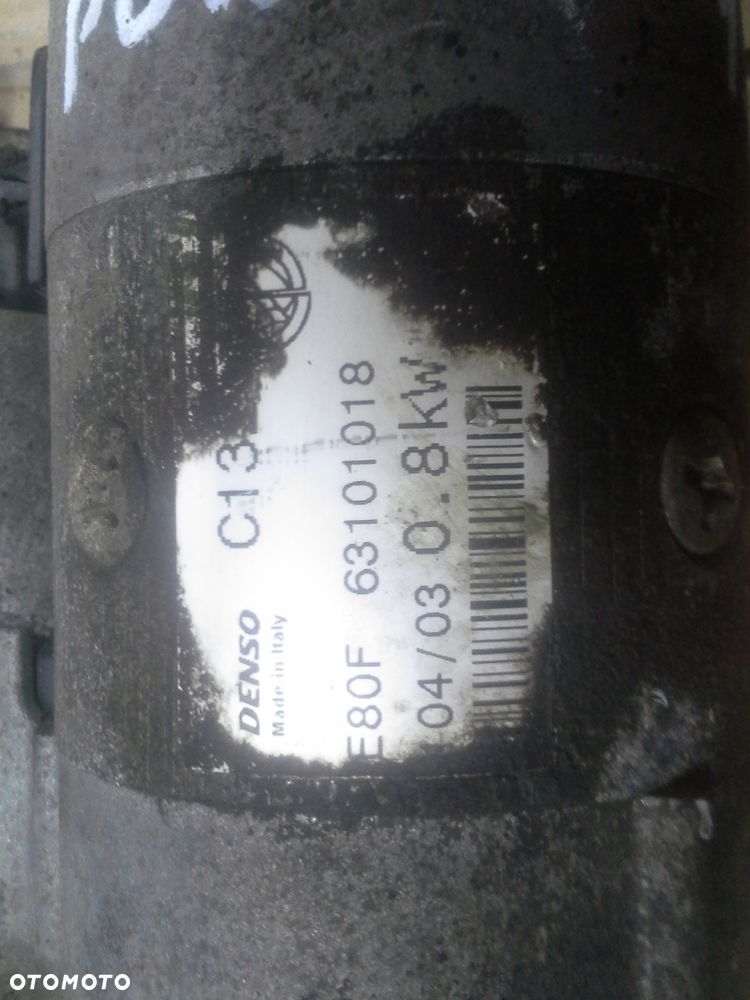 C13
DENSO
Made in Italy
E80F 63101018
04/03 0.8kW
OTOMOTO